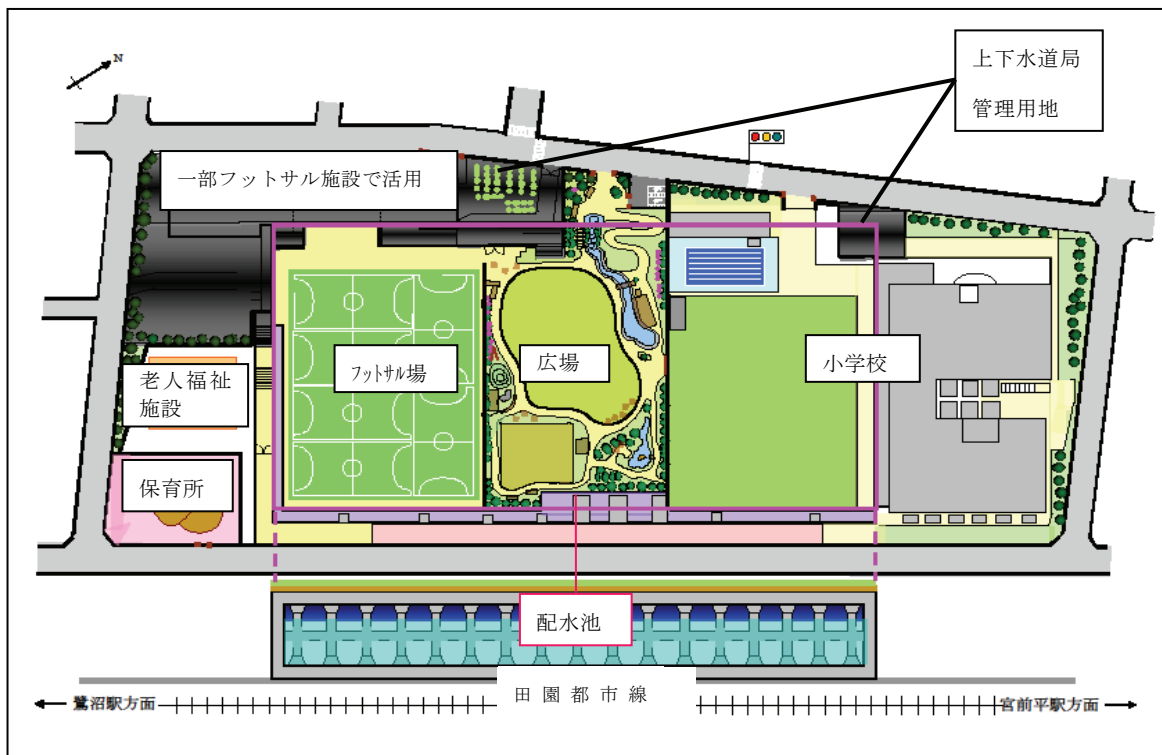 N
上下水道局
管理用地
一部フットサル施設で活用
フットサル場
広場
小学校
老人福祉
施設
保育所
配水池
田園都市線
鷺沼駅方面
宮前平駅方面